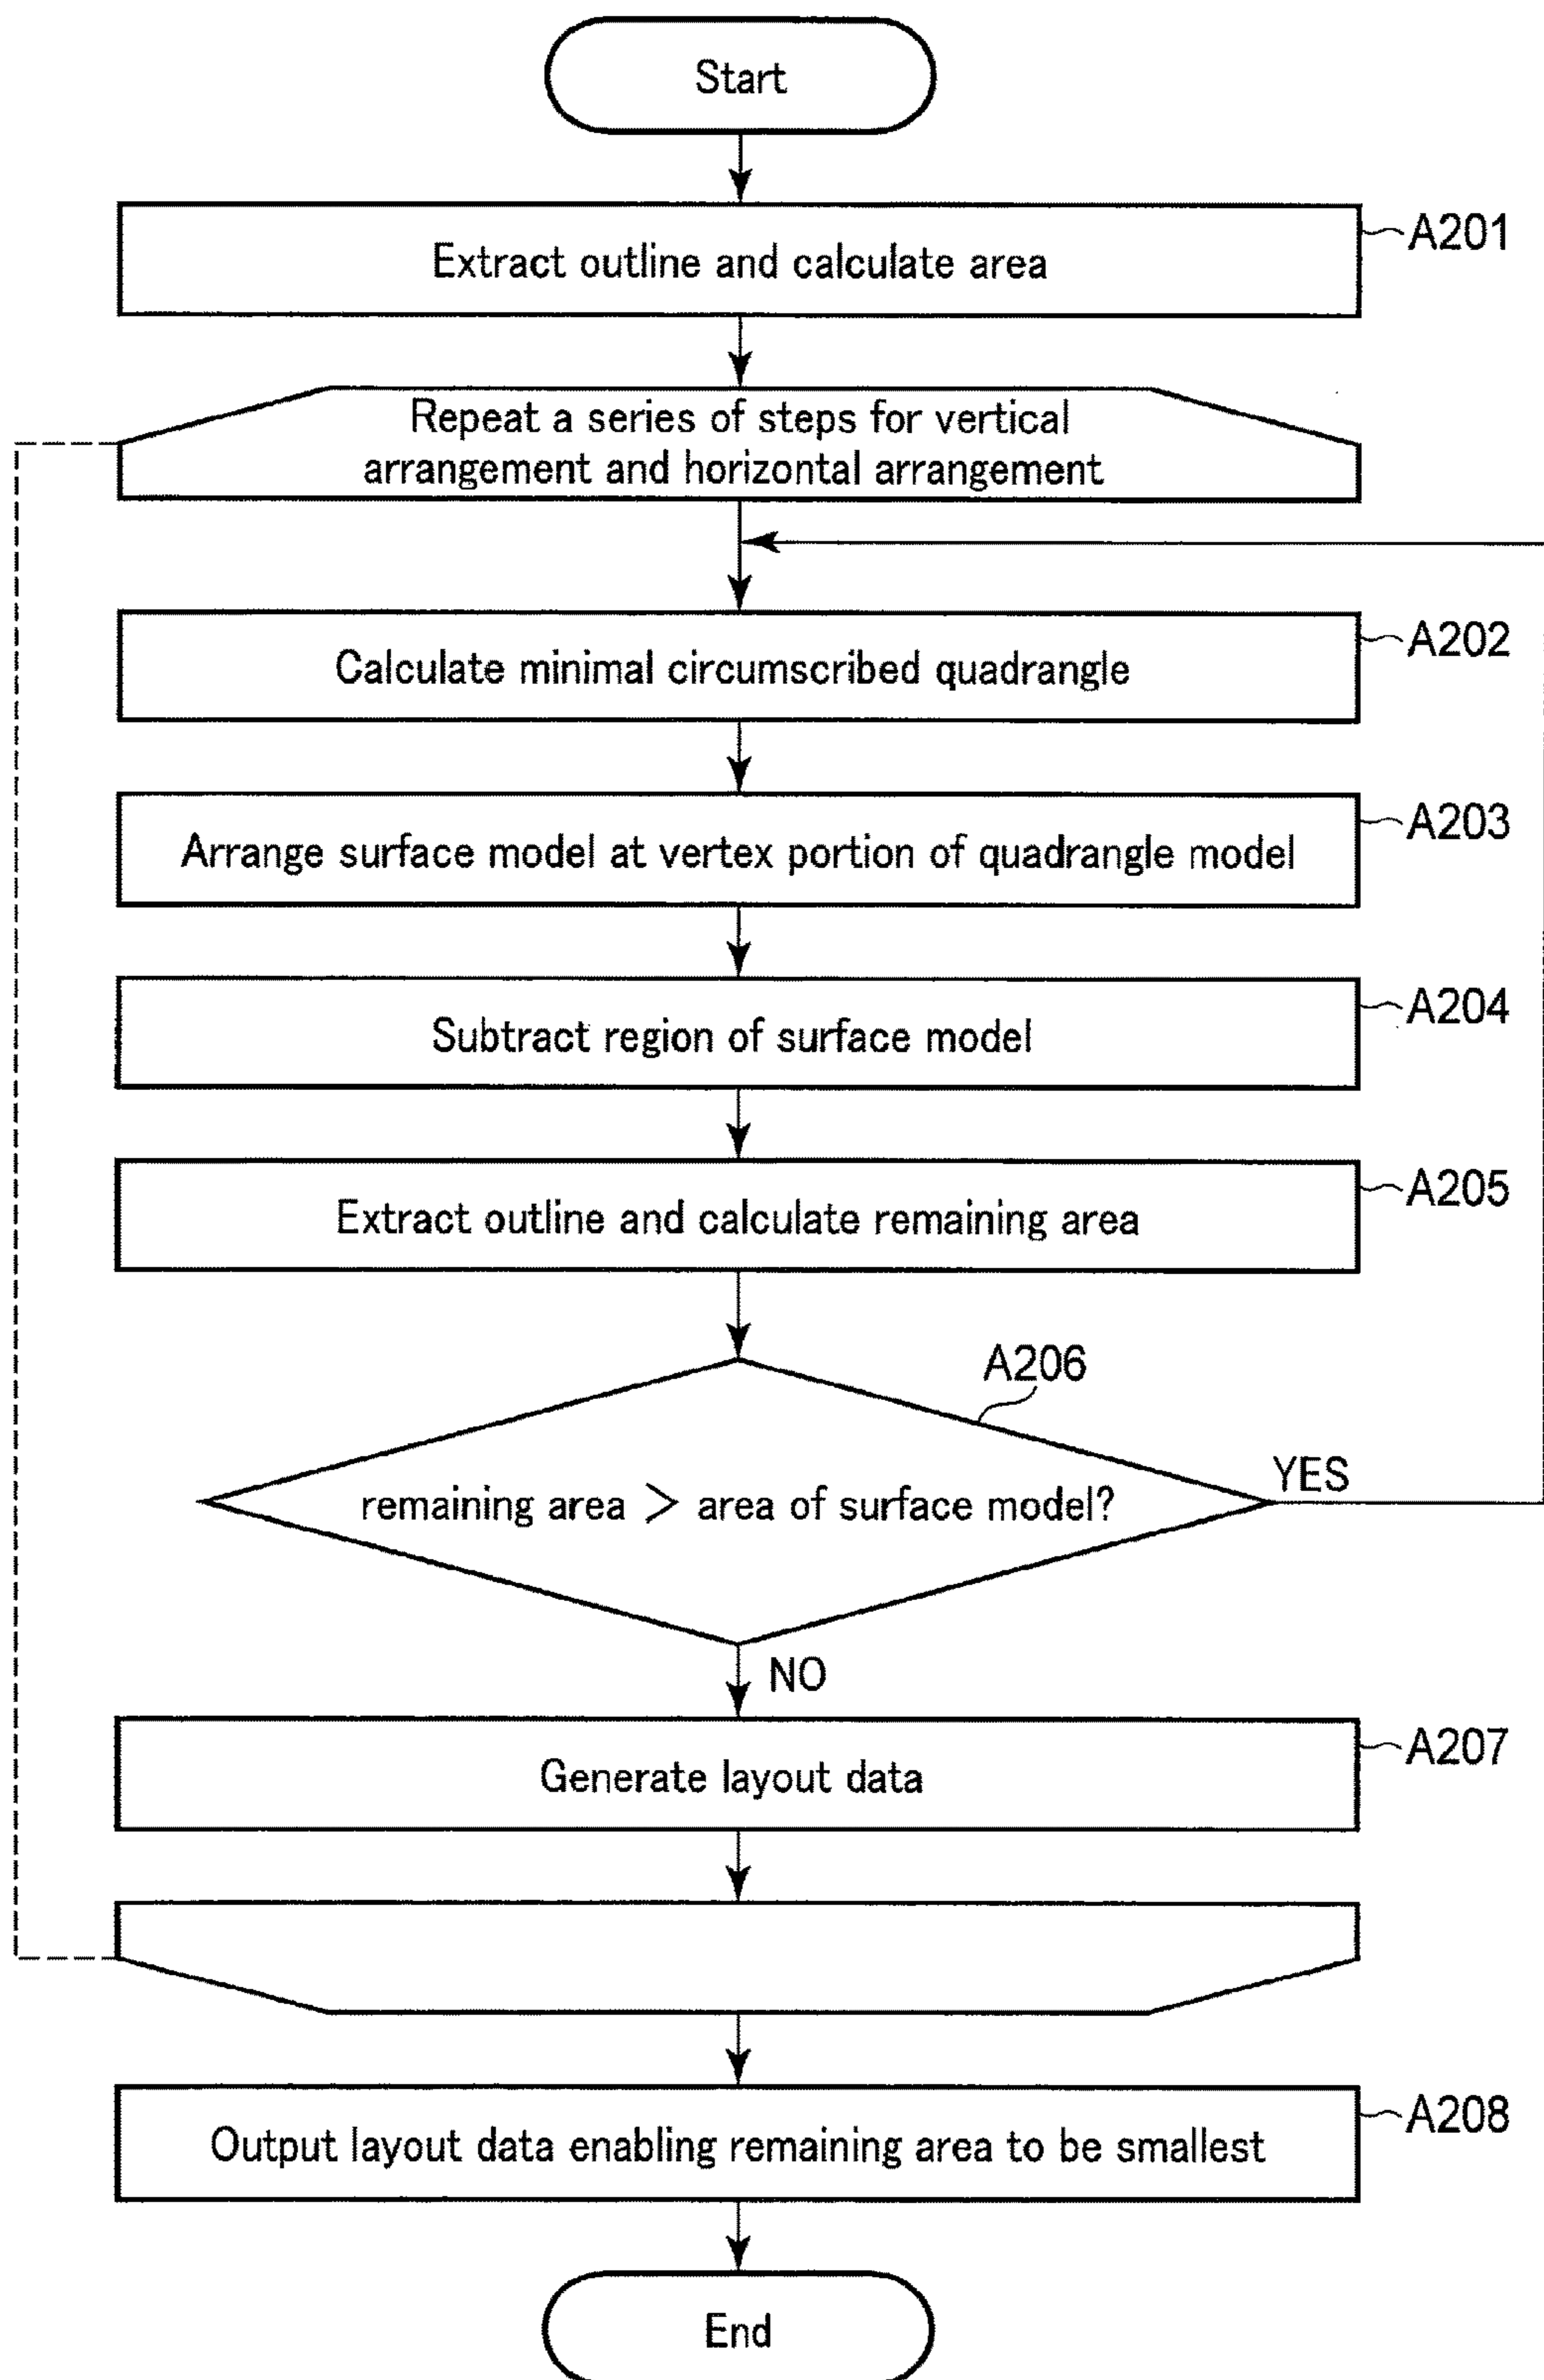 Start
Extract outline and calculate area
A201
Repeat a series of steps for vertical
arrangement and horizontal arrangement
Calculate minimal circumscribed quadrangle
A202
Arrange surface model at vertex portion of quadrangle model
A203
Subtract region of surface model
A204
Extract outline and calculate remaining area
A205
A206
remaining area > area of surface model?
YES
NO
Generate layout data
A207
Output layout data enabling remaining area to be smallest
A208
End